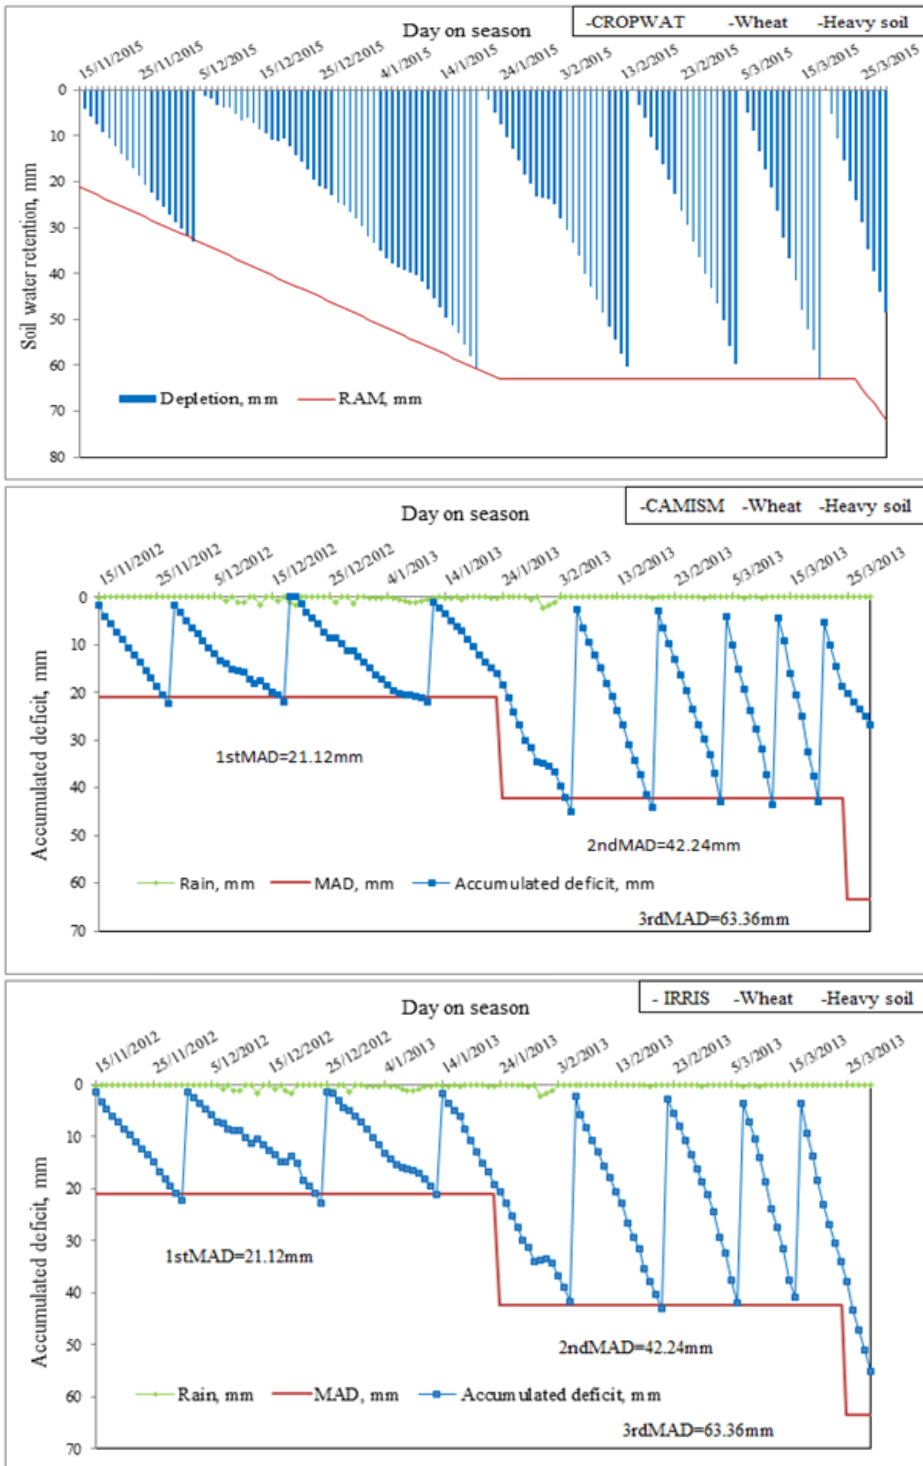 Day on season
-CROPWAT -Wheat -Heavy soil
15/11/2015 25/11/2015 5/12/2015 15/12/2015 25/12/2015 4/1/2015 14/1/2015 24/1/2015 3/2/2015 13/2/2015 23/2/2015 5/3/2015 15/3/2015 25/3/2015
Soil water retention, mm
0
10
20
30
40
50
60
70
80
Depletion, mm RAM, mm
-CAMISM -Wheat -Heavy soil
Day on season
15/11/2012 25/11/2012 5/12/2012 15/12/2012 25/12/2012 4/1/2013 14/1/2013 24/1/2013 3/2/2013 13/2/2013 23/2/2013 5/3/2013 15/3/2013 25/3/2013
Accumulated deficit, mm
0
10
20
30
40
50
60
70
1stMAD=21.12mm
2ndMAD=42.24mm
Rain, mm MAD, mm Accumulated deficit, mm
3rdMAD=63.36mm
- IRRIS -Wheat -Heavy soil
Day on season
15/11/2012 25/11/2012 5/12/2012 15/12/2012 25/12/2012 4/1/2013 14/1/2013 24/1/2013 3/2/2013 13/2/2013 23/2/2013 5/3/2013 15/3/2013 25/3/2013
Accumulated deficit, mm
0
10
20
30
40
50
60
70
1stMAD=21.12mm
2ndMAD=42.24mm
Rain, mm MAD, mm Accumulated deficit, mm
3rdMAD=63.36mm